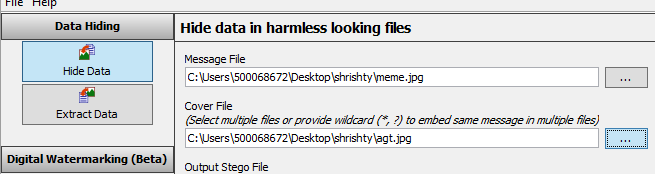 File Help
Data Hiding
Hide Data
Extract Data
Digital Watermarking (Beta)
Hide data in harmless looking files
Message File
C:\Users\500068672\Desktop\shrishty\meme.jpg
...
Cover File
(Select multiple files or provide wildcard (*, ?) to embed same message in multiple files)
C:\Users\500068672\Desktop\shrishty\agt.jpg
...
Output Stego File